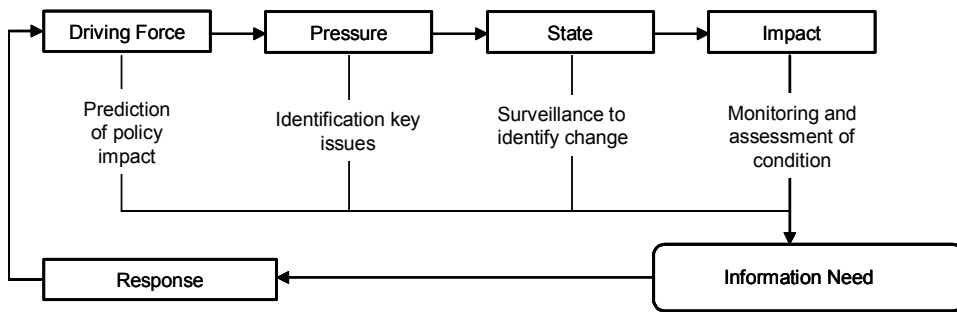 Driving Force
Pressure
State
Impact
Prediction
of policy
impact
Identification key
issues
Surveillance to
identify change
Monitoring and
assessment of
condition
Response
Information Need